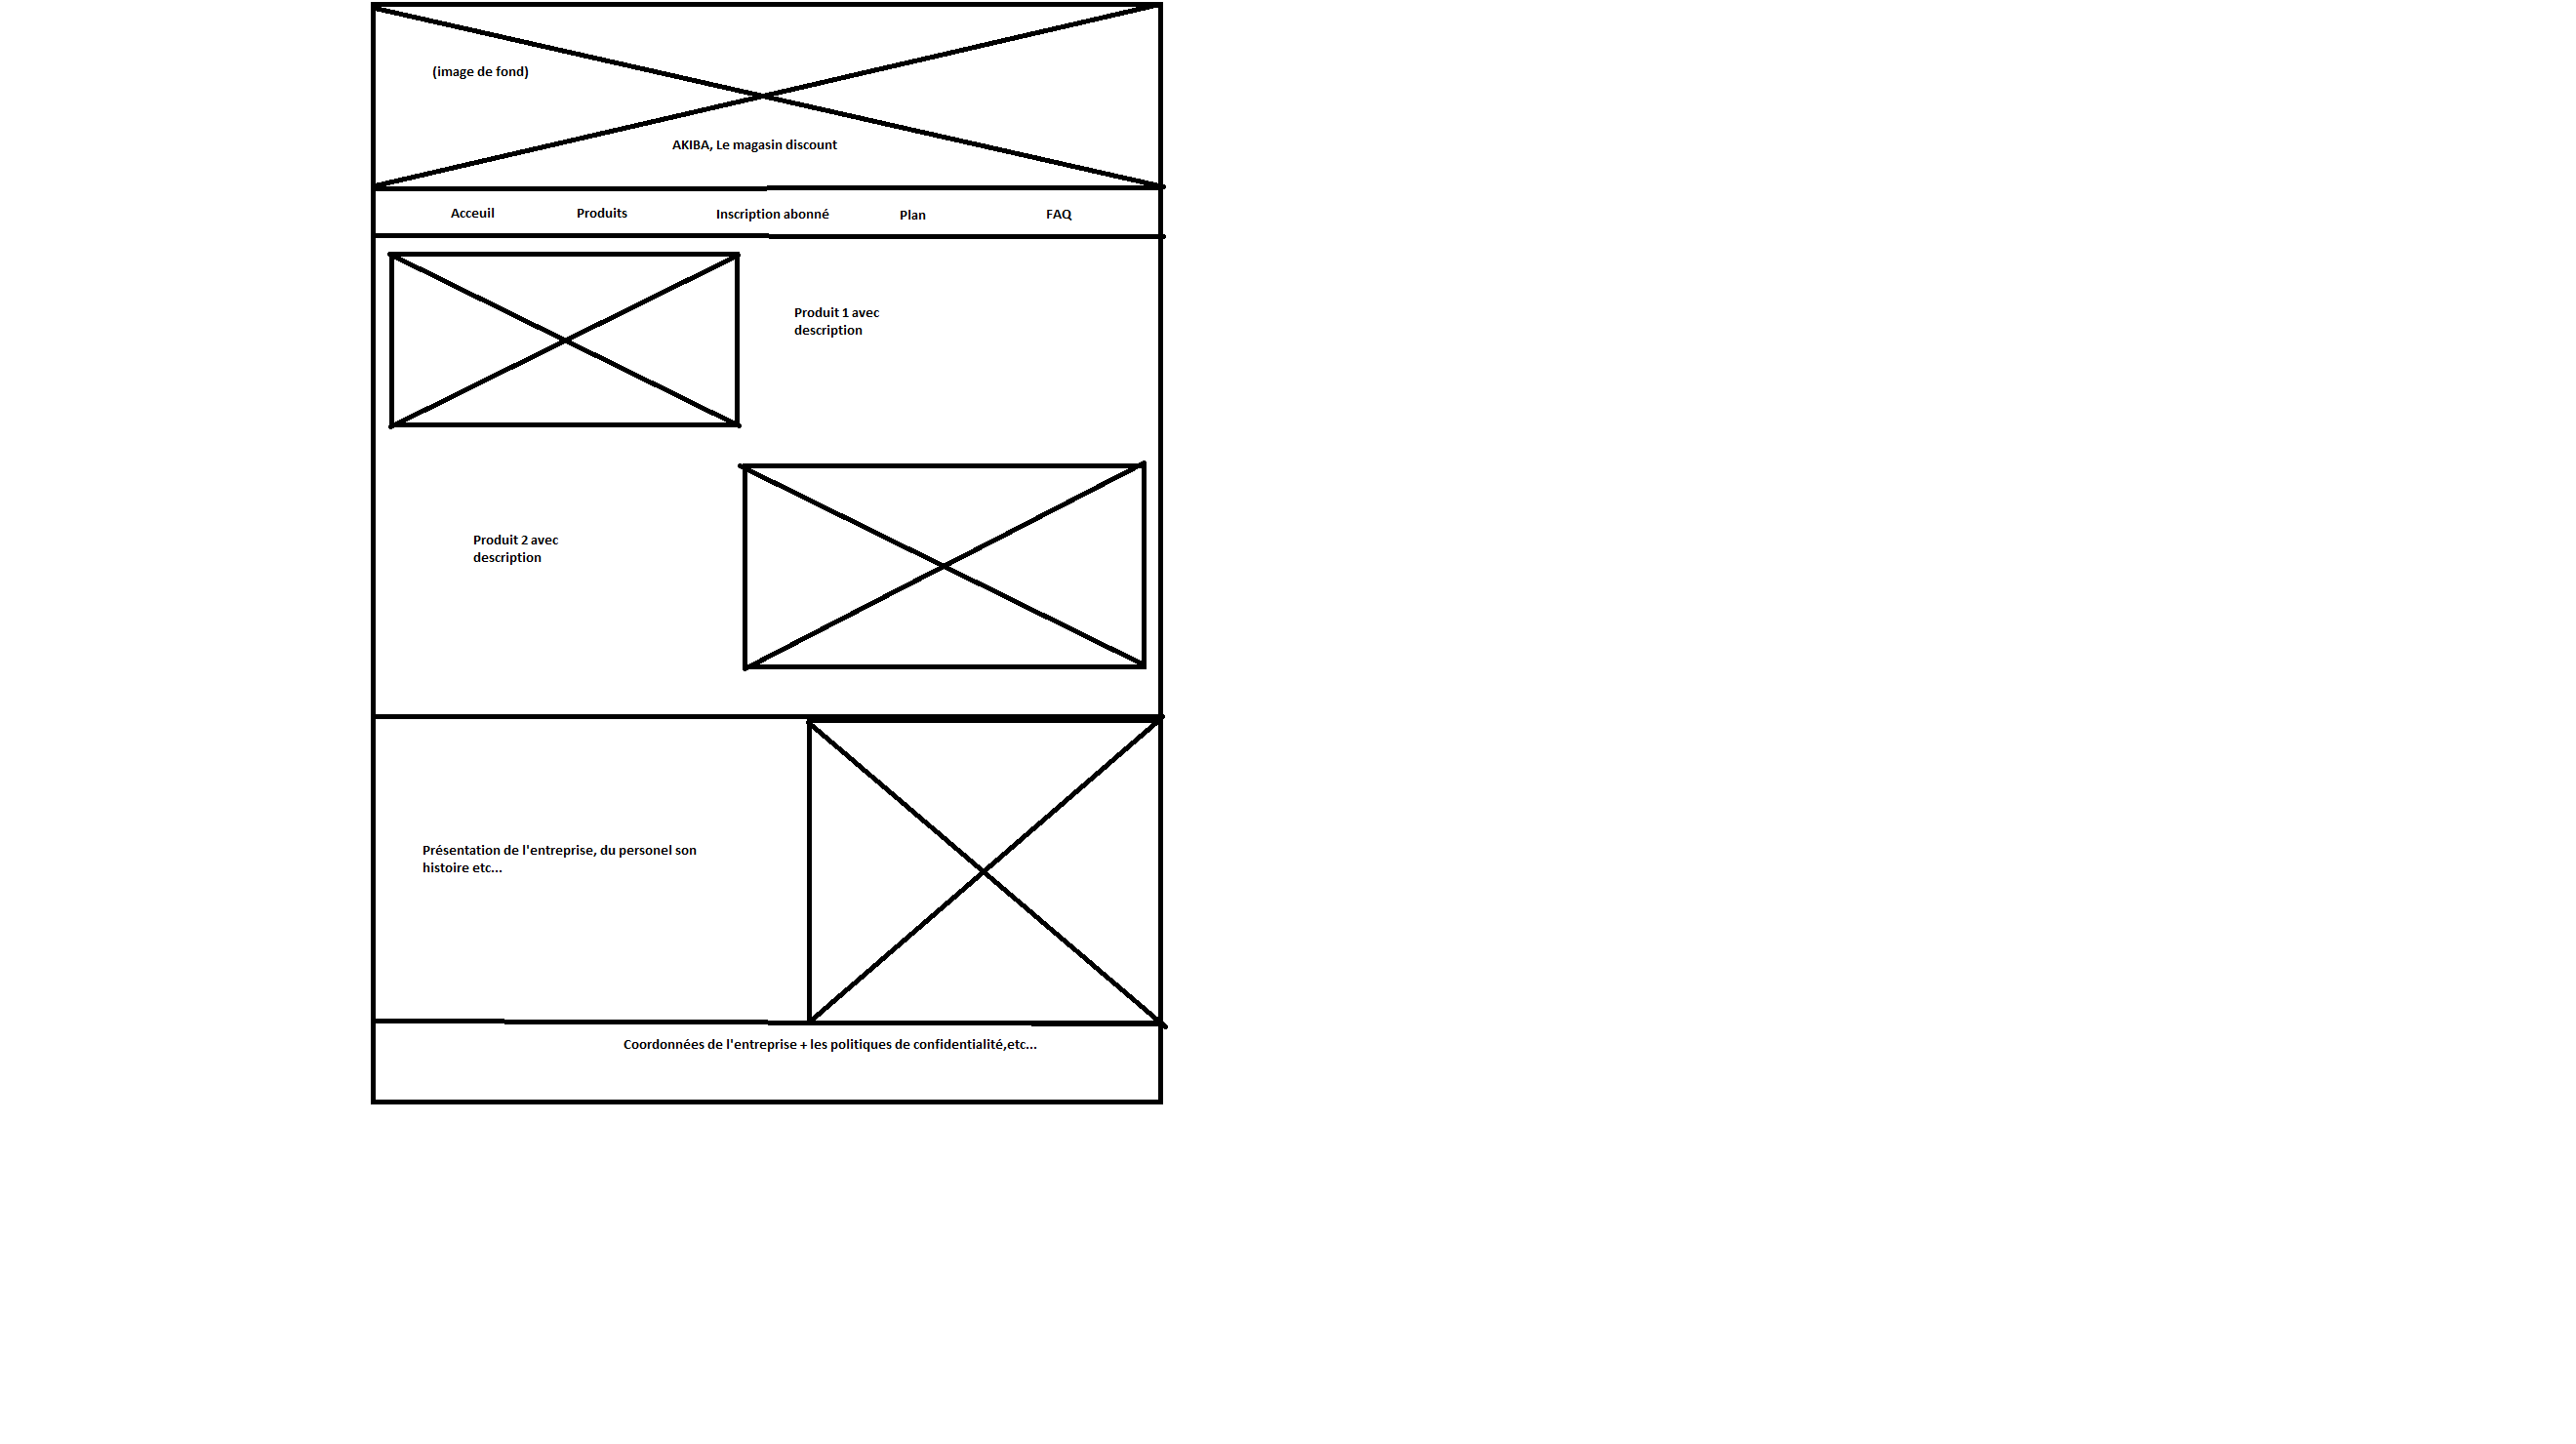 (image de fond)
AKIBA, Le magasin discount
Acceuil Produits Inscription abonné Plan FAQ
Produit 1 avec
description
Produit 2 avec
description
Présentation de l'entreprise, du personel son
histoire etc...
Coordonnées de l'entreprise + les politiques de confidentialité,etc...